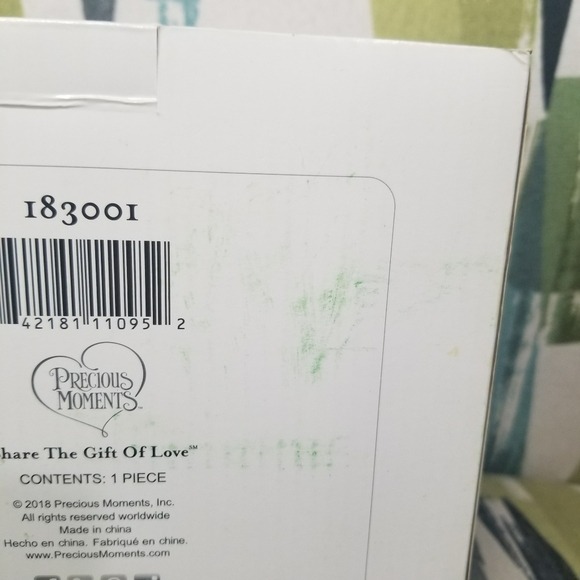 183001
42181 11095 2
PRECIOUS
MOMENTS™
hare The Gift Of Love℠
CONTENTS: 1 PIECE
© 2018 Precious Moments, Inc.
All rights reserved worldwide
Made in china
Hecho en china. Fabriqué en chine.
www.PreciousMoments.com